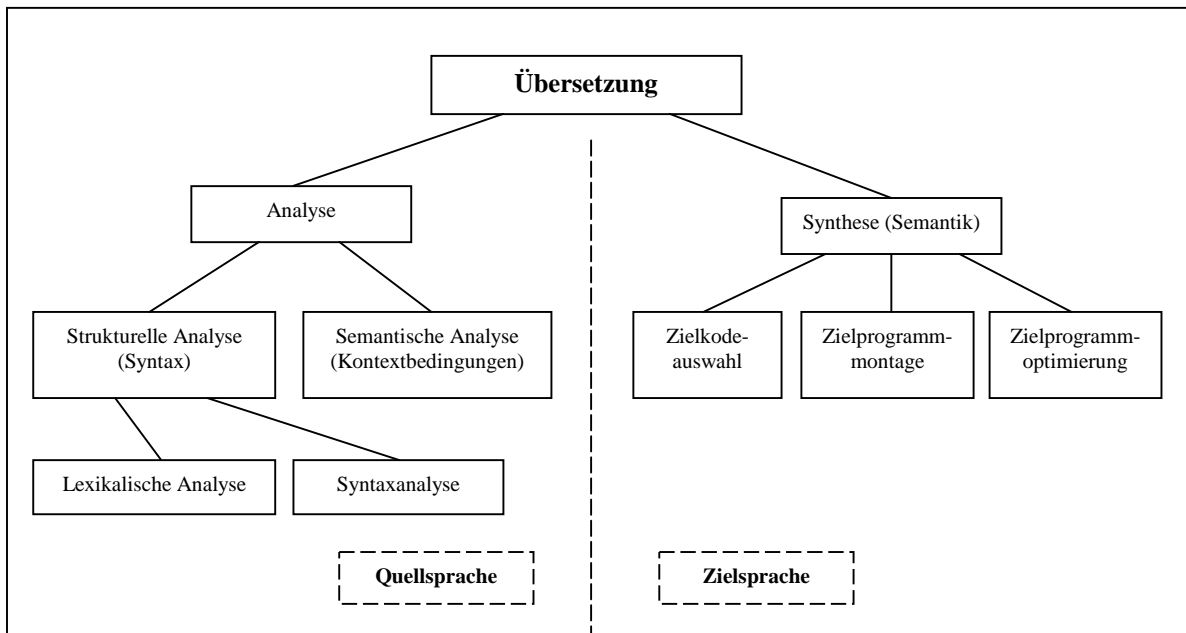 Übersetzung
Analyse
Synthese (Semantik)
Strukturelle Analyse
(Syntax)
Semantische Analyse
(Kontextbedingungen)
Zielkode-
auswahl
Zielprogramm-
montage
Zielprogramm-
optimierung
Lexikalische Analyse
Syntaxanalyse
Quellsprache
Zielsprache